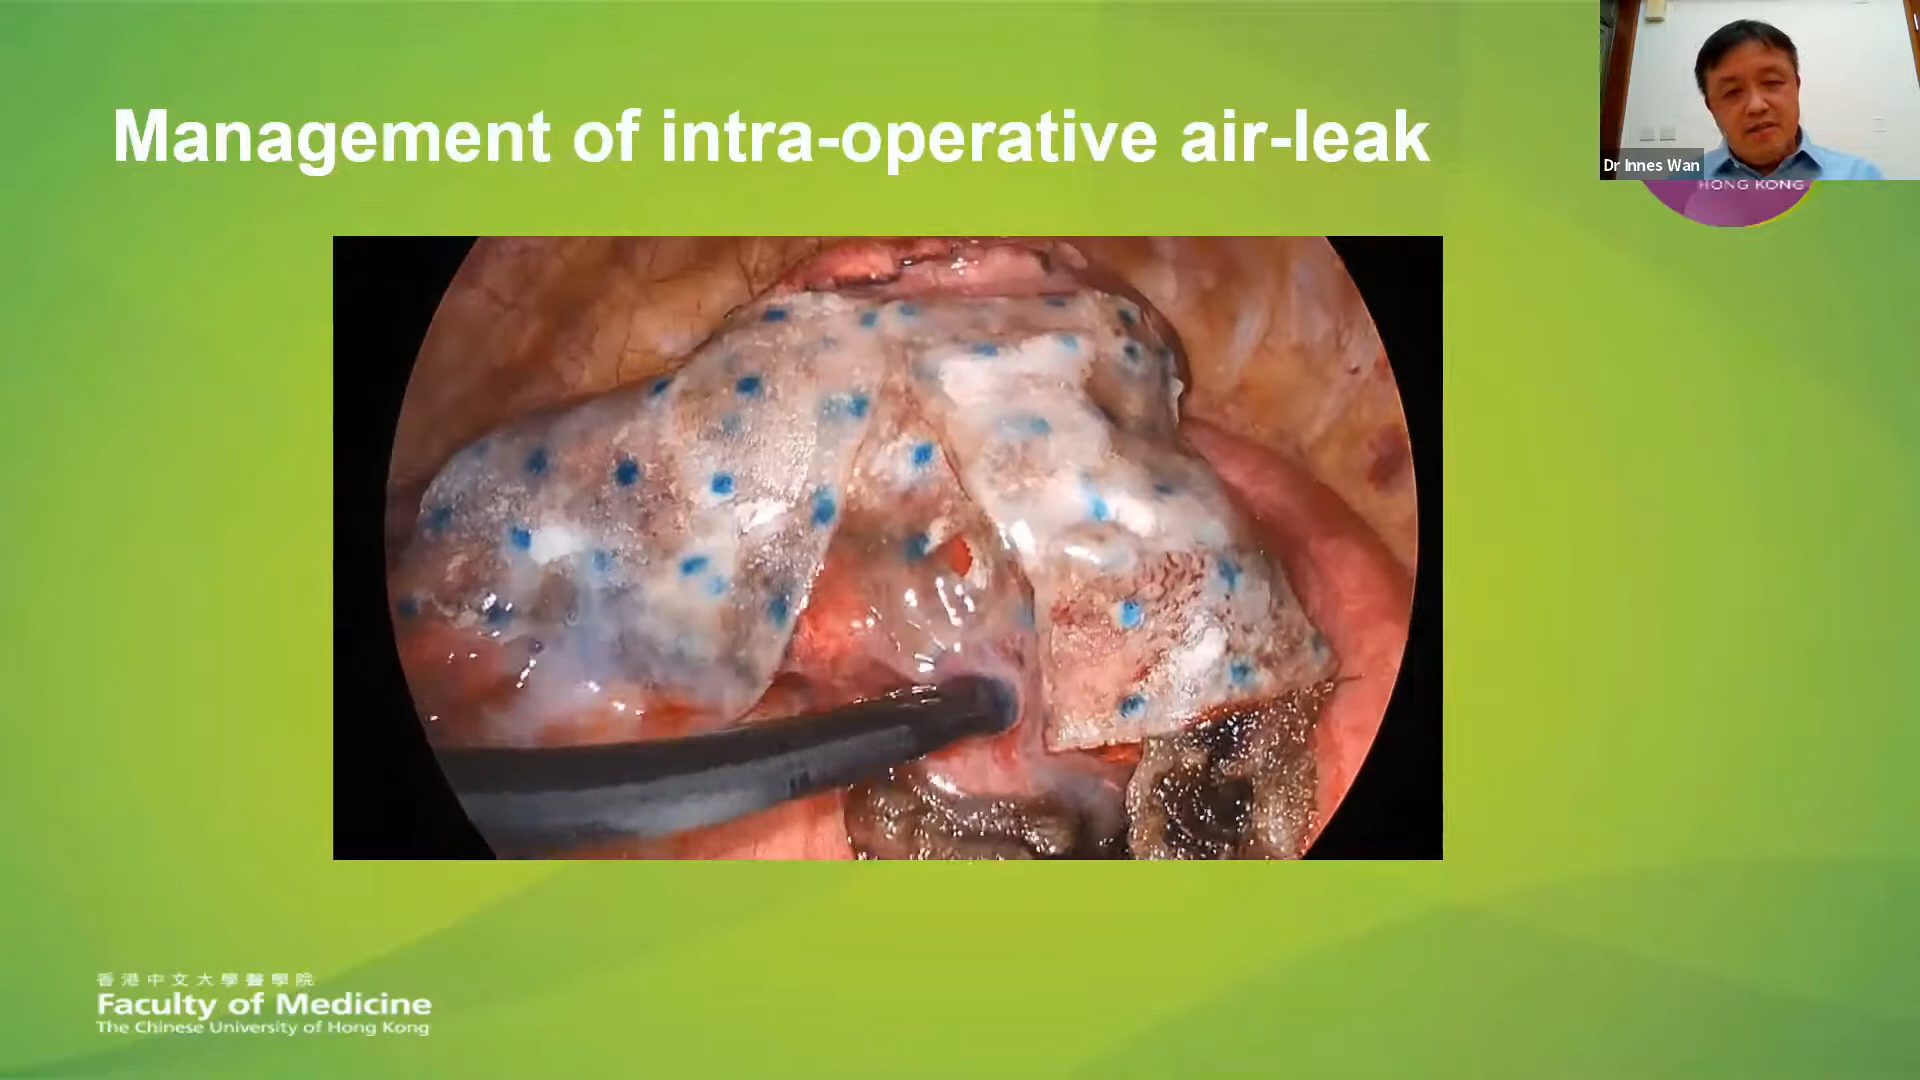 Management of intra-operative air-leak
Dr Innes Wan
HONG KONG
香港中文大學醫學院
Faculty of Medicine
The Chinese University of Hong Kong